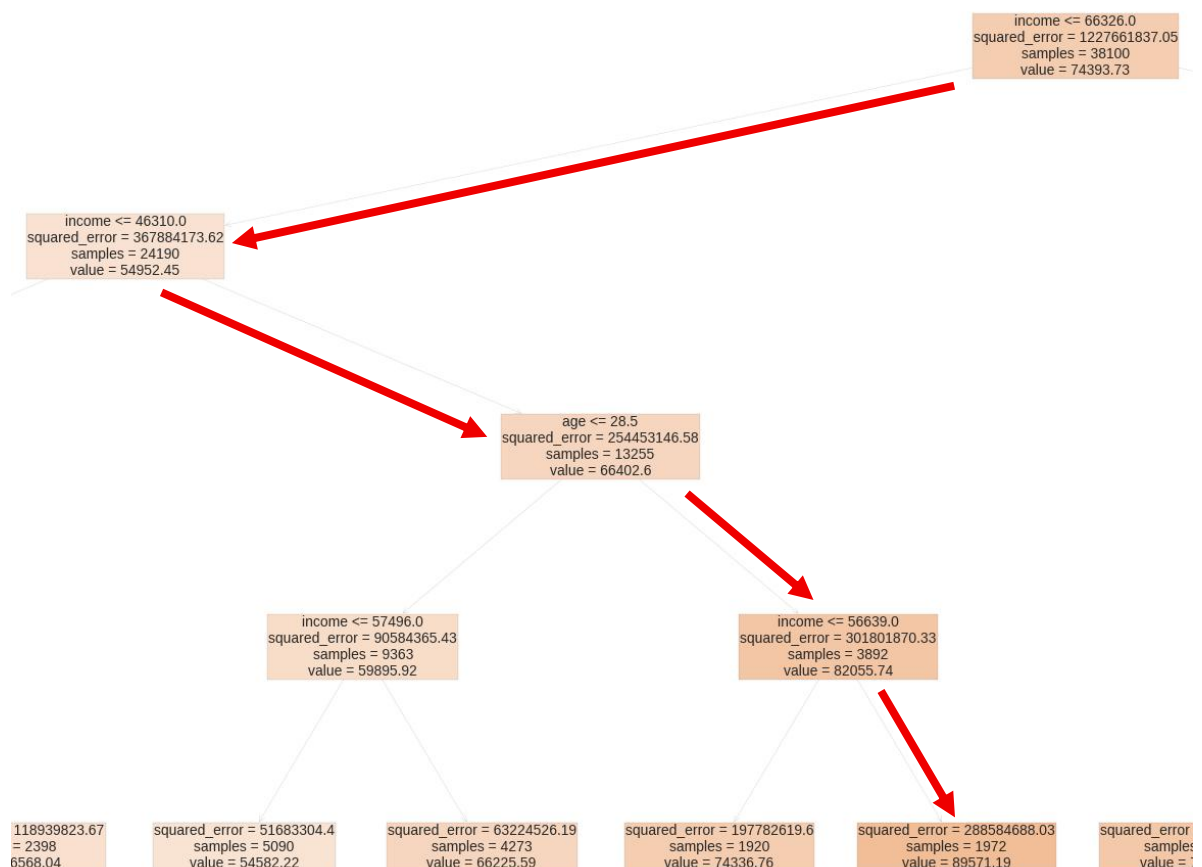 income <= 66326.0
squared_error = 1227661837.05
samples = 38100
value = 74393.73
income <= 46310.0
squared_error = 367884173.62
samples = 24190
value = 54952.45
age <= 28.5
squared_error = 254453146.58
samples = 13255
value = 66402.6
income <= 57496.0
squared_error = 90584365.43
samples = 9363
value = 59895.92
income <= 56639.0
squared_error = 301801870.33
samples = 3892
value = 82055.74
118939823.67
= 2398
6568.04
squared_error = 51683304.4
samples = 5090
value = 54582.22
squared_error = 63224526.19
samples = 4273
value = 66225.59
squared_error = 197782619.6
samples = 1920
value = 74336.76
squared_error = 288584688.03
samples = 1972
value = 89571.19
squared_error
samples
value =